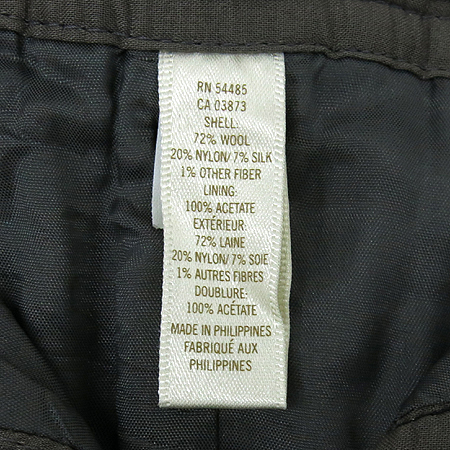 RN 54485
CA 03873
SHELL:
72% WOOL
20% NYLON/ 7% SILK
1% OTHER FIBER
LINING:
100% ACETATE
EXTÉRIEUR:
72% LAINE
20% NYLON/ 7% SOIE
1% AUTRES FIBRES
DOUBLURE:
100% ACÉTATE
MADE IN PHILIPPINES
FABRIQUÉ AUX
PHILIPPINES